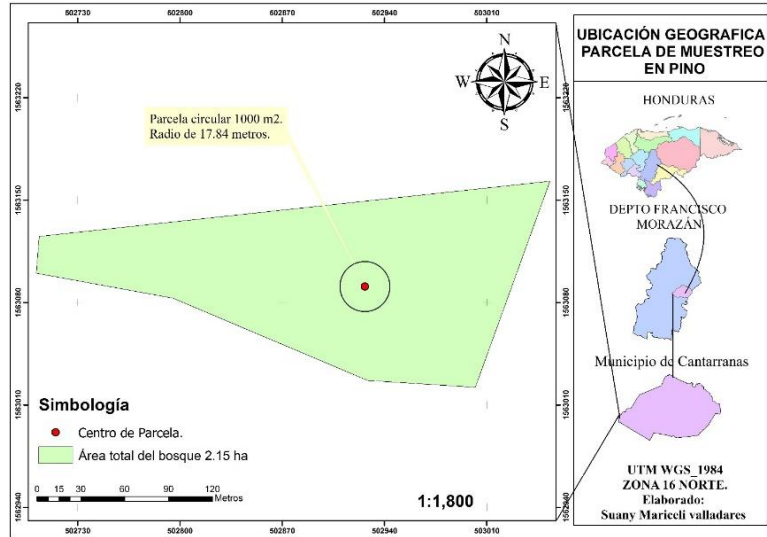 502730 502800 502870 502940 503010
1563220
1563150
1563080
1563010
1562940
1563220
1563150
1563080
1563010
1562940
N
W E
S
Parcela circular 1000 m2.
Radio de 17.84 metros.
Simbología
Centro de Parcela.
Área total del bosque 2.15 ha
0 15 30 60 90 120
Metros
1:1,800
502730 502800 502870 502940 503010
UBICACIÓN GEOGRAFICA
PARCELA DE MUESTREO
EN PINO
HONDURAS
DEPTO FRANCISCO
MORAZÁN
Municipio de Cantarranas
UTM WGS_1984
ZONA 16 NORTE.
Elaborado:
Suany Mariceli valladares